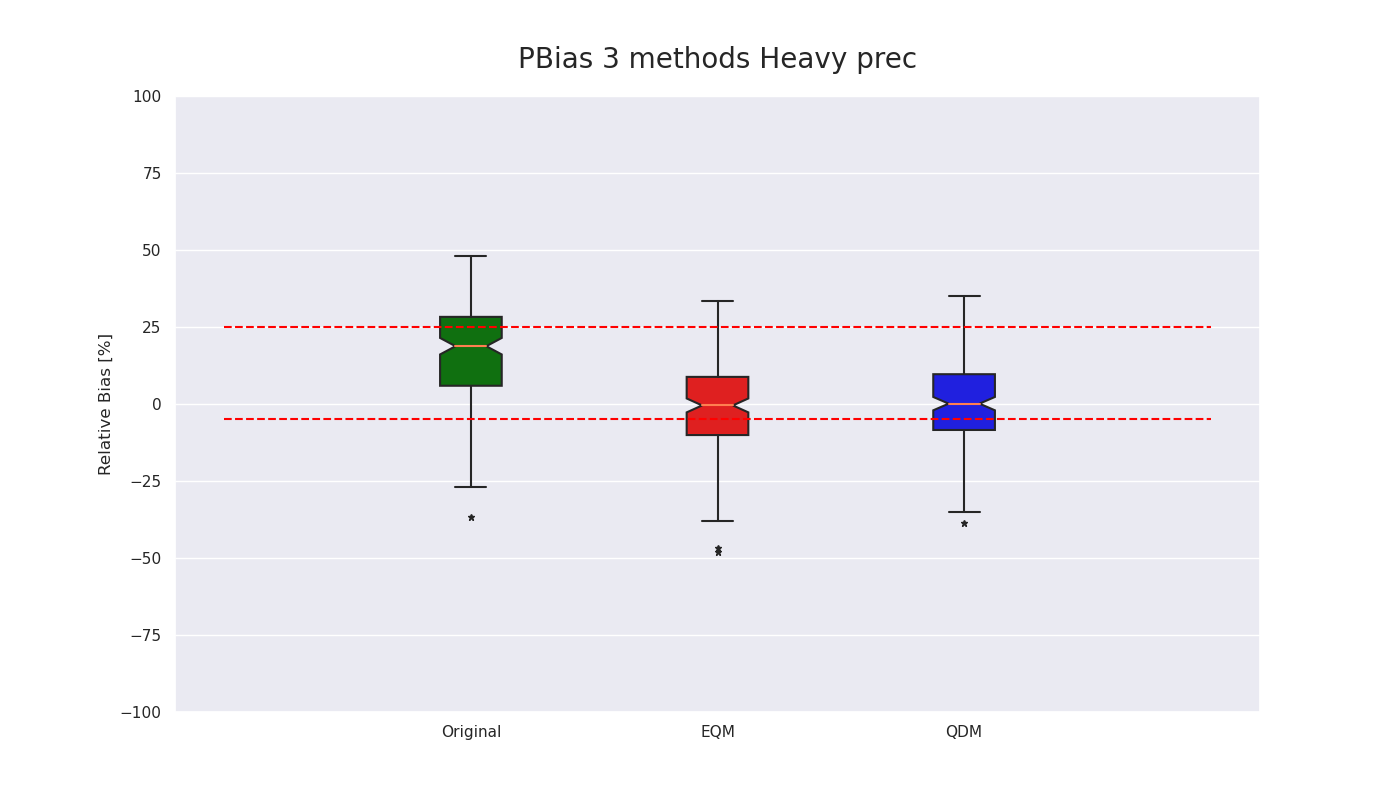 PBias 3 methods Heavy prec
100
75
50
25
0
−25
−50
−75
−100
Relative Bias [%]
Original
EQM
QDM